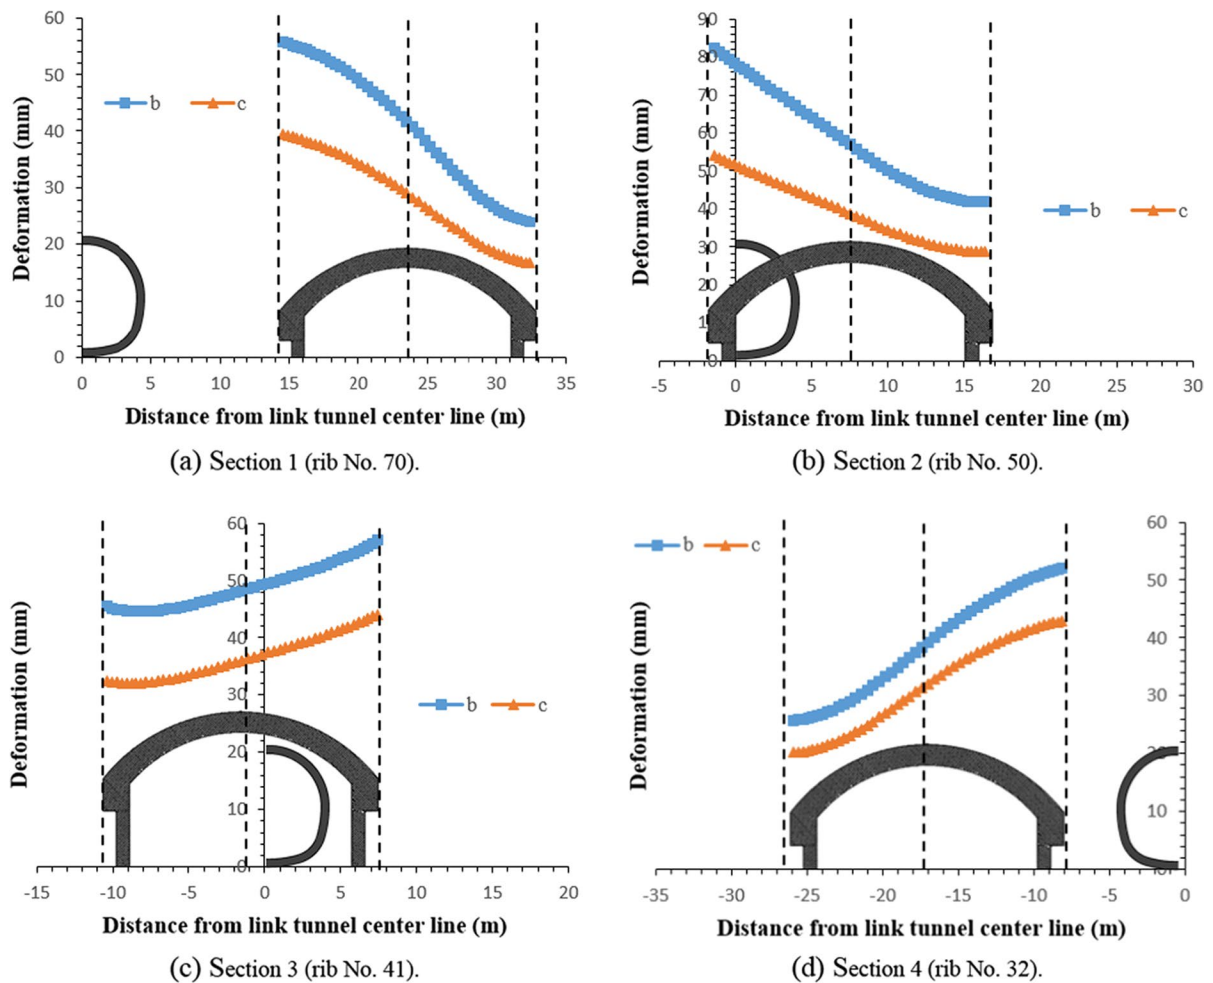 60
50
40
30
20
10
0
Deformation (mm)
b c
0 5 10 15 20 25 30 35
Distance from link tunnel center line (m)
(a) Section 1 (rib No. 70).
90
80
70
60
50
40
30
20
10
0
Deformation (mm)
b c
-5 0 5 10 15 20 25 30
Distance from link tunnel center line (m)
(b) Section 2 (rib No. 50).
60
50
40
30
20
10
0
Deformation (mm)
b c
-15 -10 -5 0 5 10 15 20
Distance from link tunnel center line (m)
(c) Section 3 (rib No. 41).
b c
60
50
40
30
20
10
0
Deformation (mm)
-35 -30 -25 -20 -15 -10 -5 0
Distance from link tunnel center line (m)
(d) Section 4 (rib No. 32).